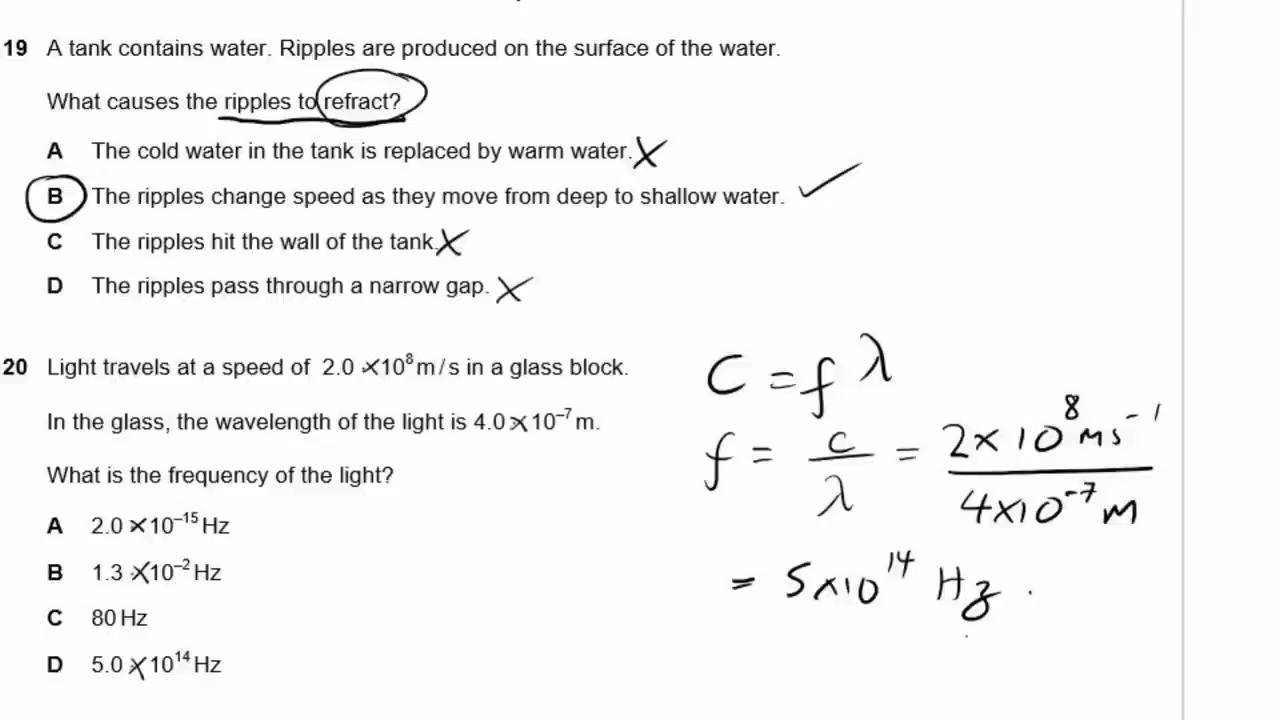 19 A tank contains water. Ripples are produced on the surface of the water.
What causes the ripples to refract?
A The cold water in the tank is replaced by warm water. X
B The ripples change speed as they move from deep to shallow water. ✓
C The ripples hit the wall of the tank. X
D The ripples pass through a narrow gap. X
20 Light travels at a speed of 2.0 ×10⁸ m/s in a glass block.
In the glass, the wavelength of the light is 4.0 × 10⁻⁷ m.
What is the frequency of the light?
A 2.0 × 10⁻¹⁵ Hz
B 1.3 × 10⁻² Hz
C 80 Hz
D 5.0 × 10¹⁴ Hz
C = f λ
f = c / λ = 2 × 10⁸ ms⁻¹ / 4 × 10⁻⁷ m
= 5 × 10¹⁴ Hz.